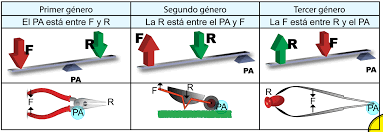 Primer género
Segundo género
Tercer género
El PA está entre F y R
La R está entre el PA y F
La F está entre R y el PA
F
R
PA
F
R
PA
R
F
PA
F
R
PA
F
R
PA
R
F
PA